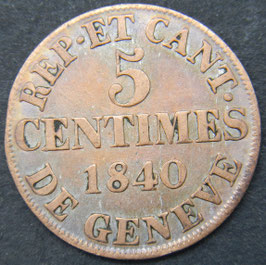 REP. ET CANT.
5
CENTIMES
1840
DE GENEVE